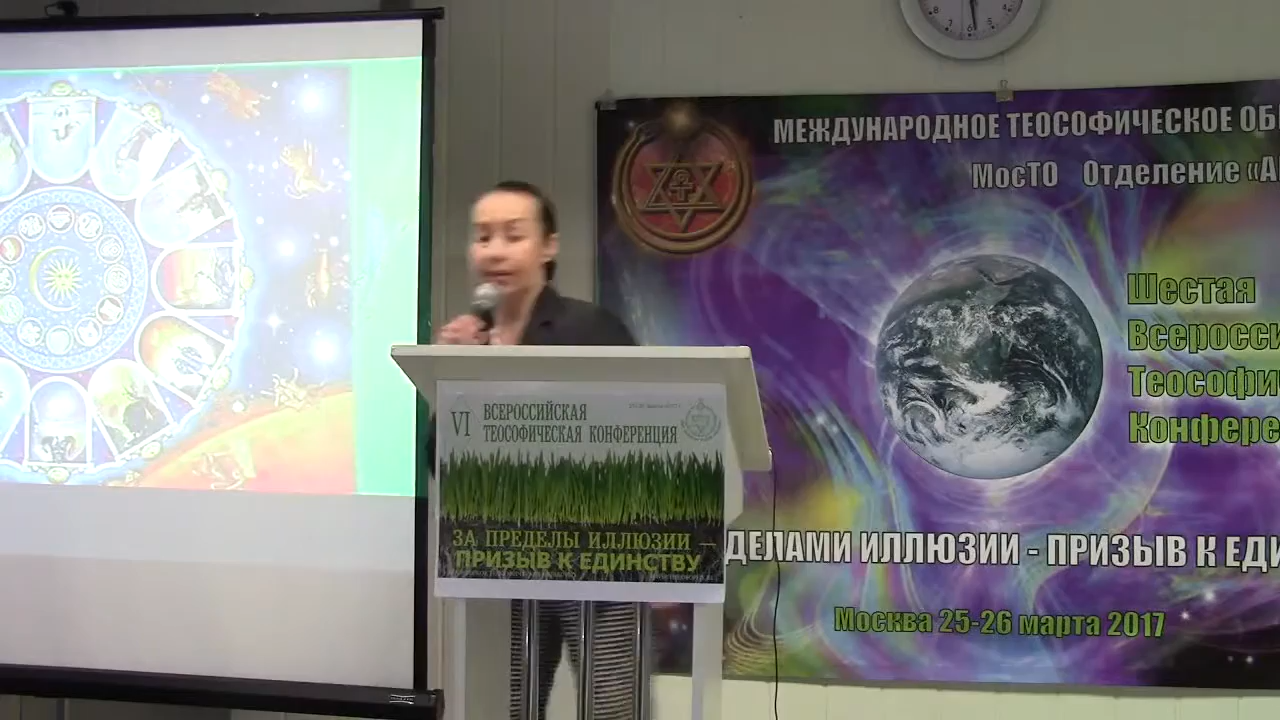 МЕЖДУНАРОДНОЕ ТЕОСОФИЧЕСКОЕ ОБ
МосТО Отделение «А
Шестая
Всеросси
Теософи
Конфере
ДЕЛАМИ ИЛЛЮЗИИ - ПРИЗЫВ К ЕДИ
Москва 25-26 марта 2017
VI ВСЕРОССИЙСКАЯ
ТЕОСОФИЧЕСКАЯ КОНФЕРЕНЦИЯ
ЗА ПРЕДЕЛЫ ИЛЛЮЗИИ —
ПРИЗЫВ К ЕДИНСТВУ